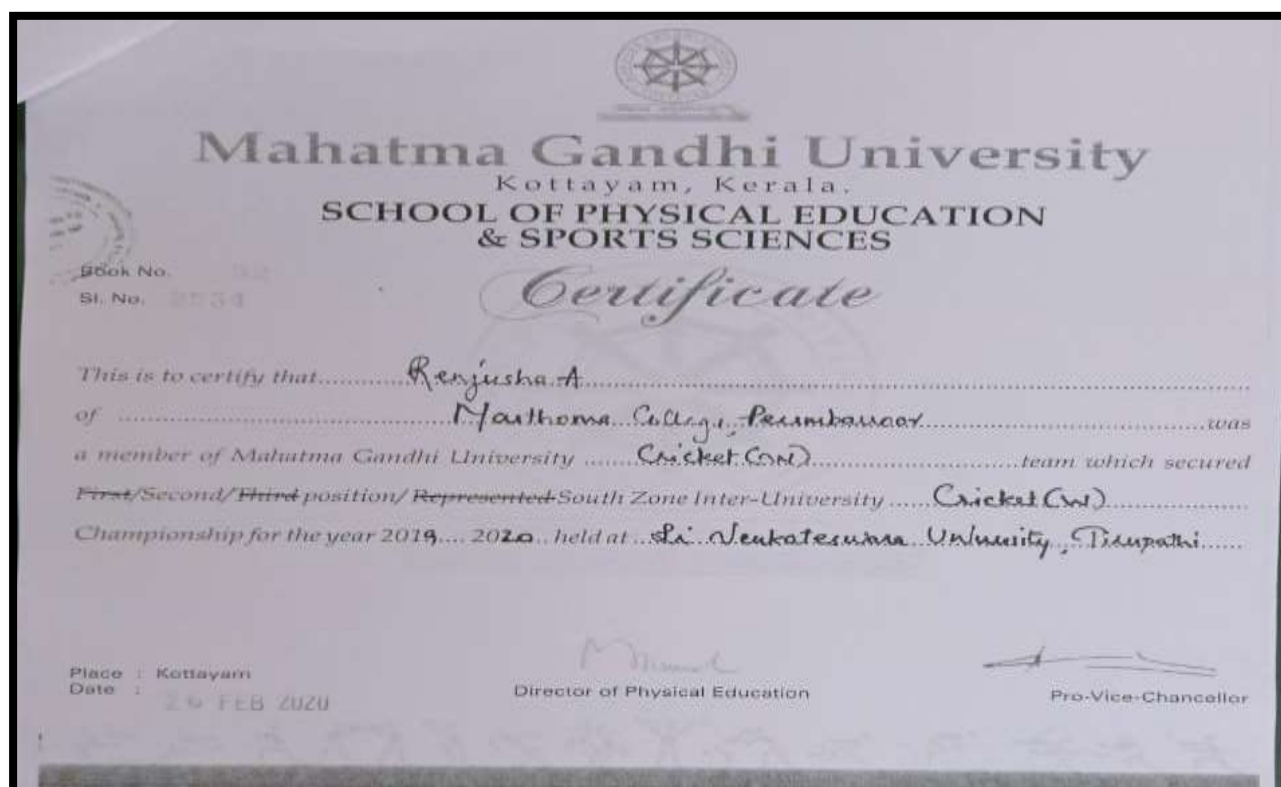 Mahatma Gandhi University
Kottayam, Kerala.
SCHOOL OF PHYSICAL EDUCATION
& SPORTS SCIENCES
Book No.
Certificate
Sl. No. 2534
This is to certify that............Renjusha A
of ............Marthoma College, Perumbavoor............was
a member of Mahatma Gandhi University ......Cricket (W)............team which secured
First/Second/Third position/ Represented South Zone Inter-University ......Cricket (W)............
Championship for the year 2019.... 2020.. held at ..Sri Venkateswara University, Tirupathi......
Place : Kottayam
Date :
26 FEB 2020
Director of Physical Education
Pro-Vice-Chancellor